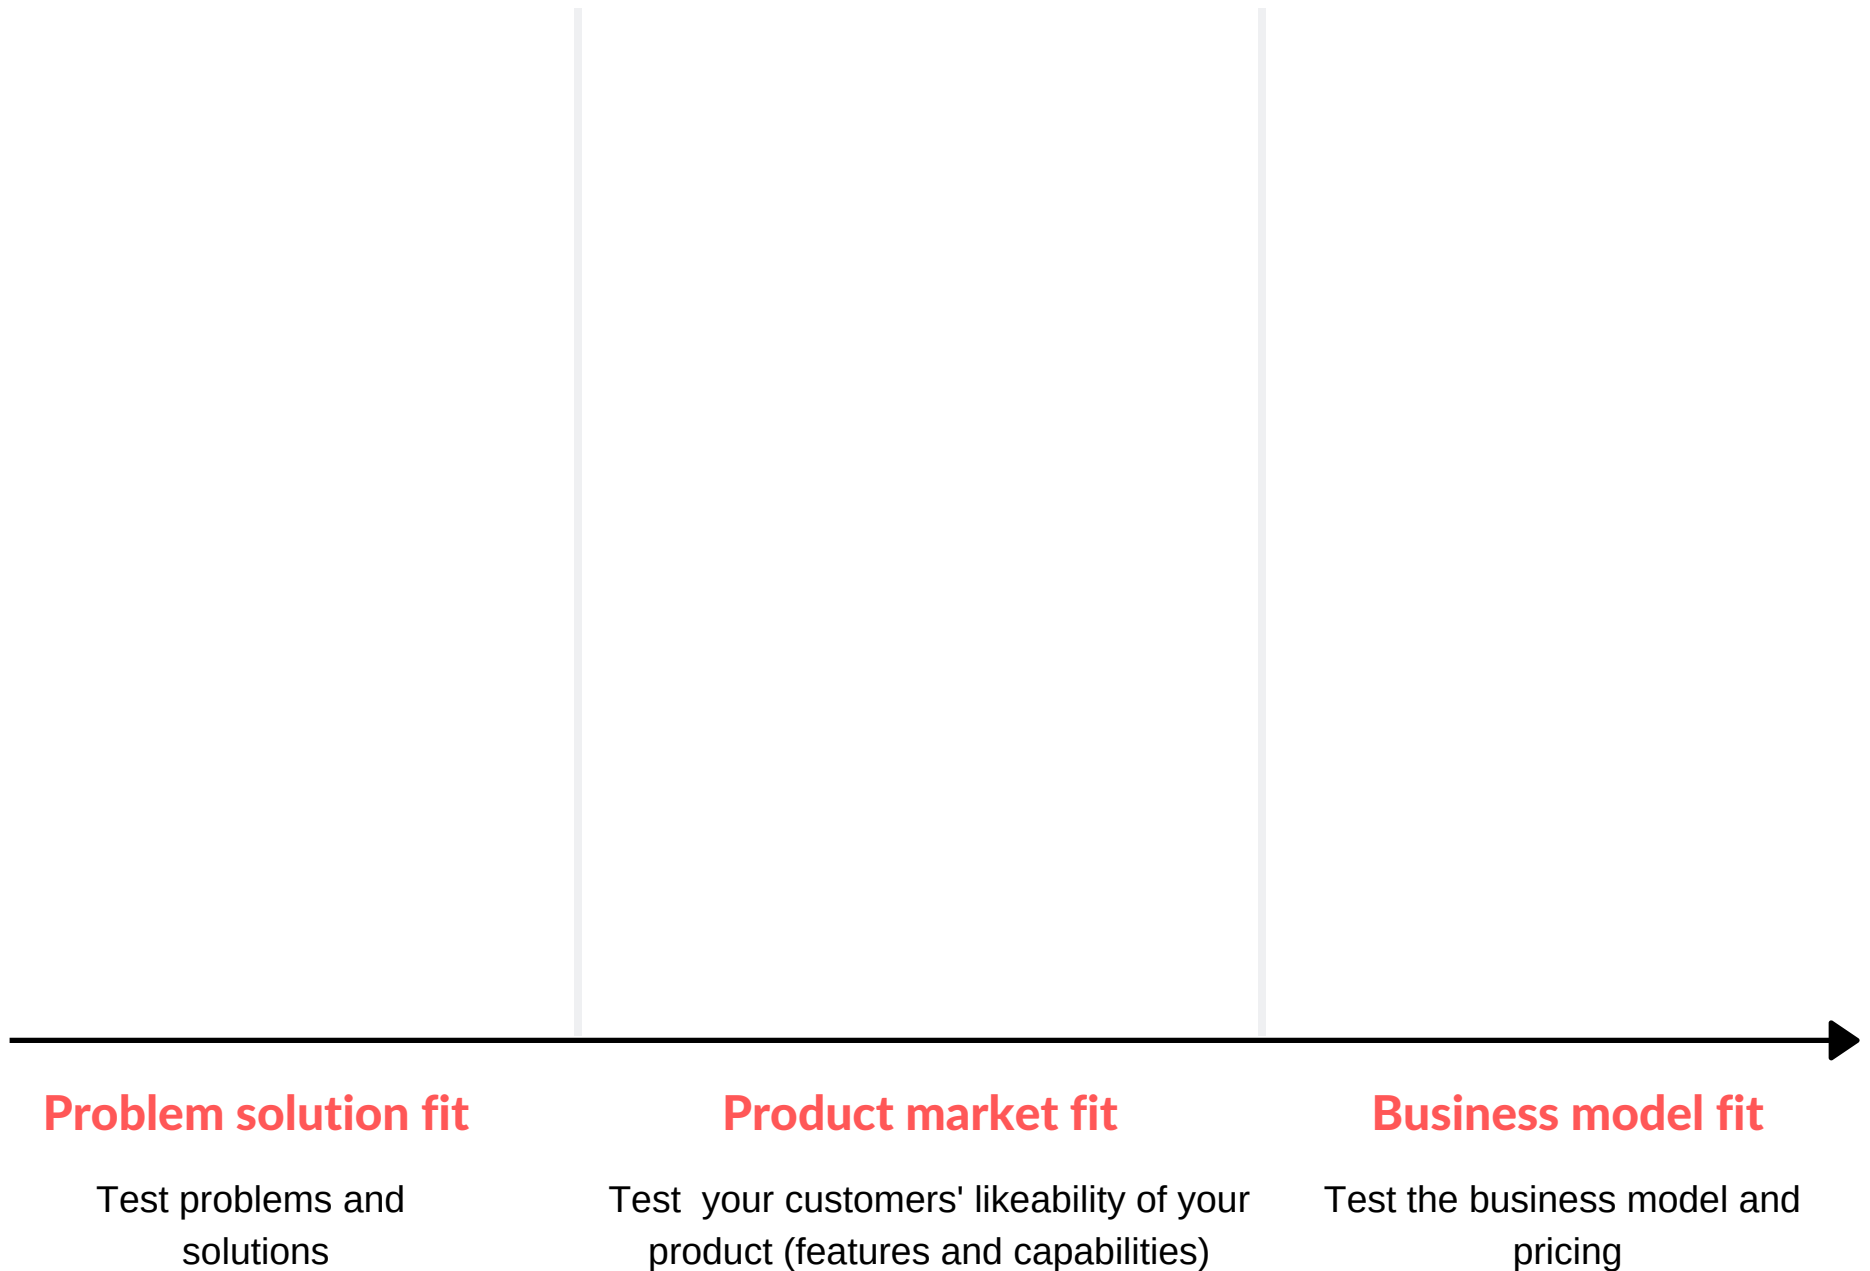 Problem solution fit
Product market fit
Business model fit
Test problems and
solutions
Test  your customers' likeability of your
product (features and capabilities)
Test the business model and
pricing